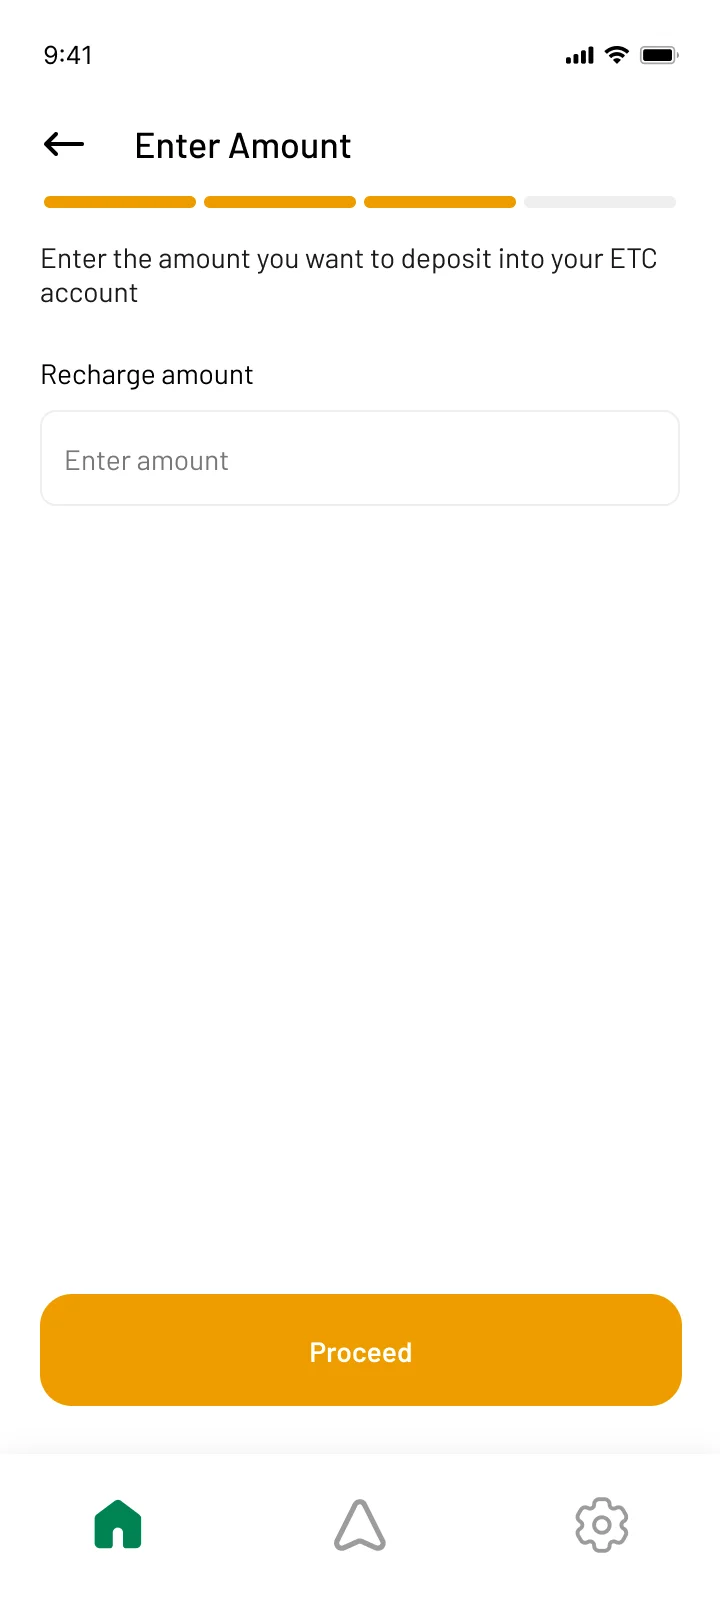 9:41
Enter Amount
Enter the amount you want to deposit into your ETC
account
Recharge amount
Enter amount
Proceed